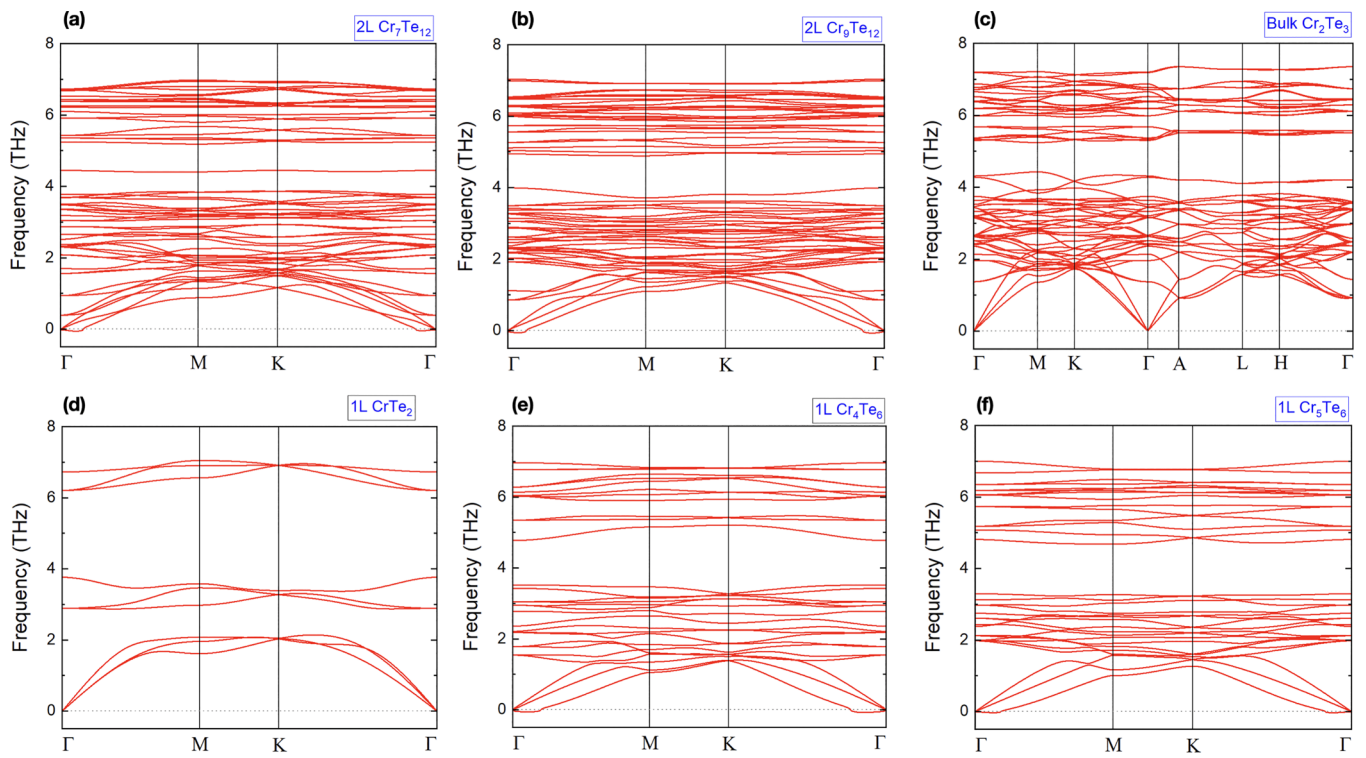 (a)
2L Cr₇Te₁₂
8
6
4
2
0
Frequency (THz)
Γ M K Γ
(b)
2L Cr₉Te₁₂
8
6
4
2
0
Frequency (THz)
Γ M K Γ
(c)
Bulk Cr₂Te₃
8
6
4
2
0
Frequency (THz)
Γ M K Γ A L H Γ
(d)
1L CrTe₂
8
6
4
2
0
Frequency (THz)
Γ M K Γ
(e)
1L Cr₄Te₆
8
6
4
2
0
Frequency (THz)
Γ M K Γ
(f)
1L Cr₅Te₆
8
6
4
2
0
Frequency (THz)
Γ M K Γ